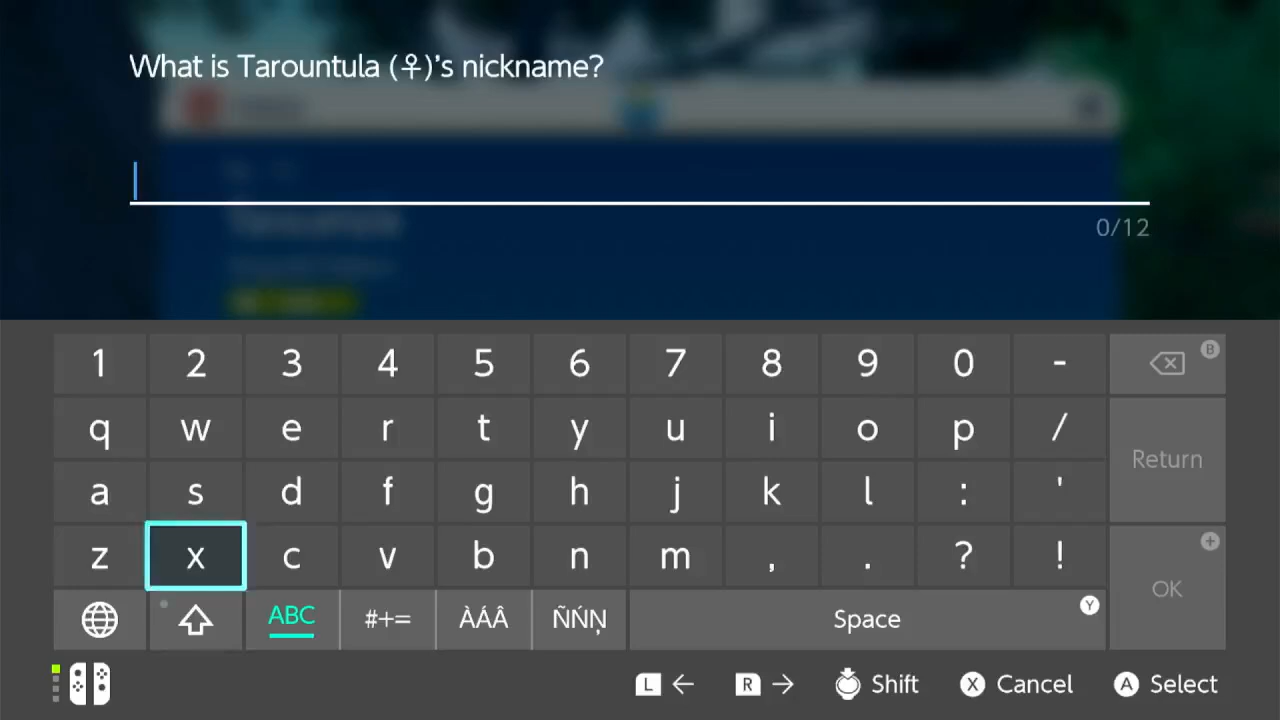 What is Tarountula (♀)'s nickname?
0/12
1 2 3 4 5 6 7 8 9 0 -
q w e r t y u i o p /
Return
a s d f g h j k l : '
z x c v b n m , . ? !
OK
ABC #+= ÀÁÂ ÑŃŅ Space
L ← R → Shift X Cancel A Select
B
+
Y